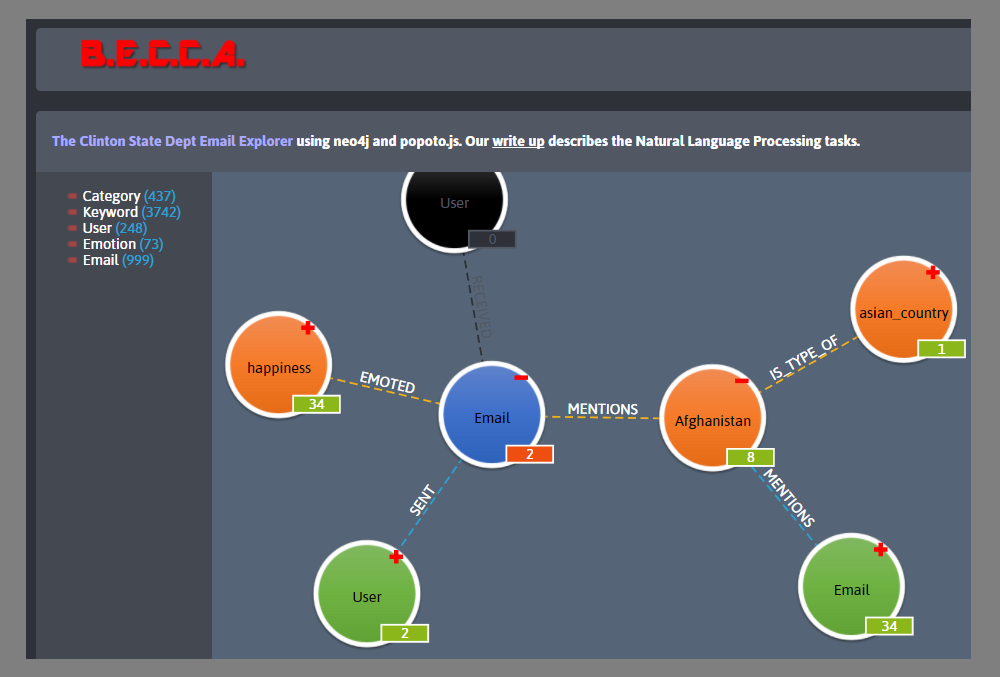 B.E.C.C.A.
The Clinton State Dept Email Explorer using neo4j and popoto.js. Our write up describes the Natural Language Processing tasks.
Category (437)
Keyword (3742)
User (248)
Emotion (73)
Email (999)
User
0
RECEIVED
asian_country
1
IS_TYPE_OF
happiness
34
EMOTED
Email
2
MENTIONS
Afghanistan
8
SENT
MENTIONS
User
2
Email
34